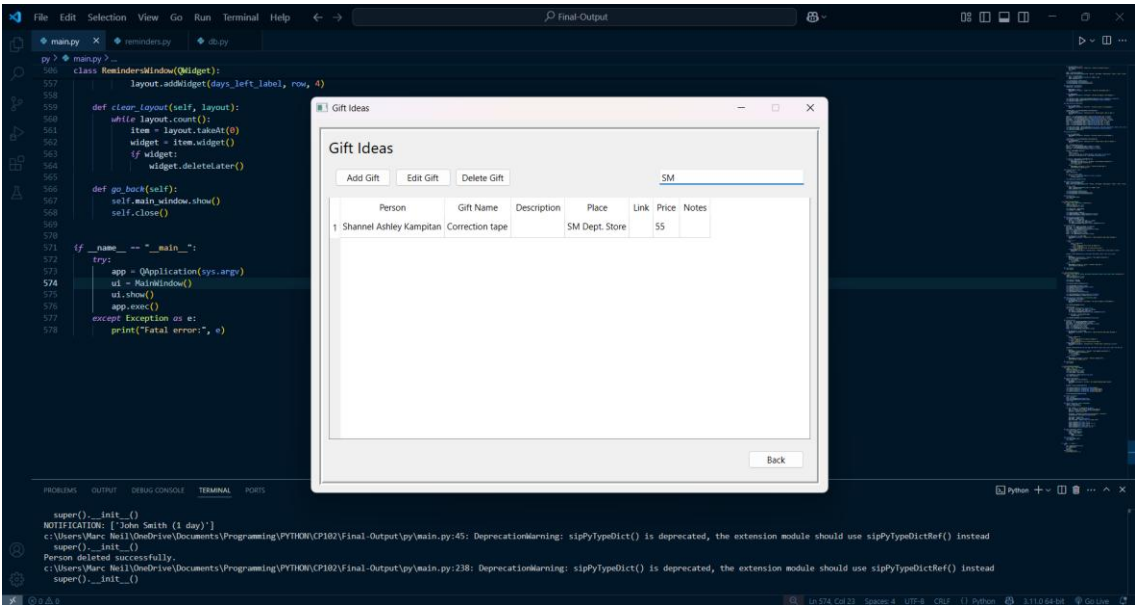 File Edit Selection View Go Run Terminal Help
Final-Output
main.py reminders.py db.py
py > main.py > ...
506 class RemindersWindow(QWidget):
557 layout.addWidget(days_left_label, row, 4)
558
559 def clear_layout(self, layout):
560 while layout.count():
561 item = layout.takeAt(0)
562 widget = item.widget()
563 if widget:
564 widget.deleteLater()
565
566 def go_back(self):
567 self.main_window.show()
568 self.close()
569
570
571 if __name__ == "__main__":
572 try:
573 app = QApplication(sys.argv)
574 ui = MainWindow()
575 ui.show()
576 app.exec()
577 except Exception as e:
578 print("Fatal error:", e)
Gift Ideas
Gift Ideas
Add Gift Edit Gift Delete Gift SM
Person Gift Name Description Place Link Price Notes
1 Shannel Ashley Kampitan Correction tape SM Dept. Store 55
Back
PROBLEMS OUTPUT DEBUG CONSOLE TERMINAL PORTS
Python
super().__init__()
NOTIFICATION: ['John Smith (1 day)']
c:\Users\Marc Neil\OneDrive\Documents\Programming\PYTHON\CP102\Final-Output\py\main.py:45: DeprecationWarning: sipPyTypeDict() is deprecated, the extension module should use sipPyTypeDictRef() instead
super().__init__()
Person deleted successfully.
c:\Users\Marc Neil\OneDrive\Documents\Programming\PYTHON\CP102\Final-Output\py\main.py:238: DeprecationWarning: sipPyTypeDict() is deprecated, the extension module should use sipPyTypeDictRef() instead
super().__init__()
0 0 Ln 574, Col 23 Spaces: 4 UTF-8 CRLF {} Python 3.11.0 64-bit Go Live